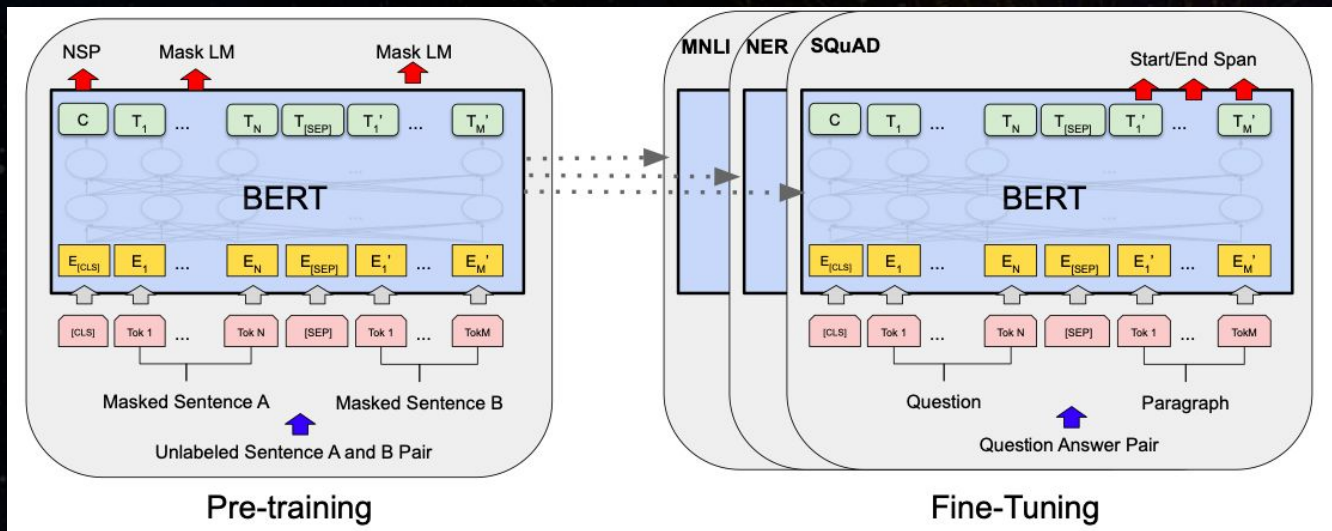 NSP Mask LM Mask LM
C T1 ... TN T[SEP] T1' ... TM'
BERT
E[CLS] E1 ... EN E[SEP] E1' ... EM'
[CLS] Tok 1 ... Tok N [SEP] Tok 1 ... TokM
Masked Sentence A Masked Sentence B
Unlabeled Sentence A and B Pair
Pre-training
MNLI NER SQuAD
Start/End Span
C T1 ... TN T[SEP] T1' ... TM'
BERT
E[CLS] E1 ... EN E[SEP] E1' ... EM'
[CLS] Tok 1 ... Tok N [SEP] Tok 1 ... TokM
Question Paragraph
Question Answer Pair
Fine-Tuning